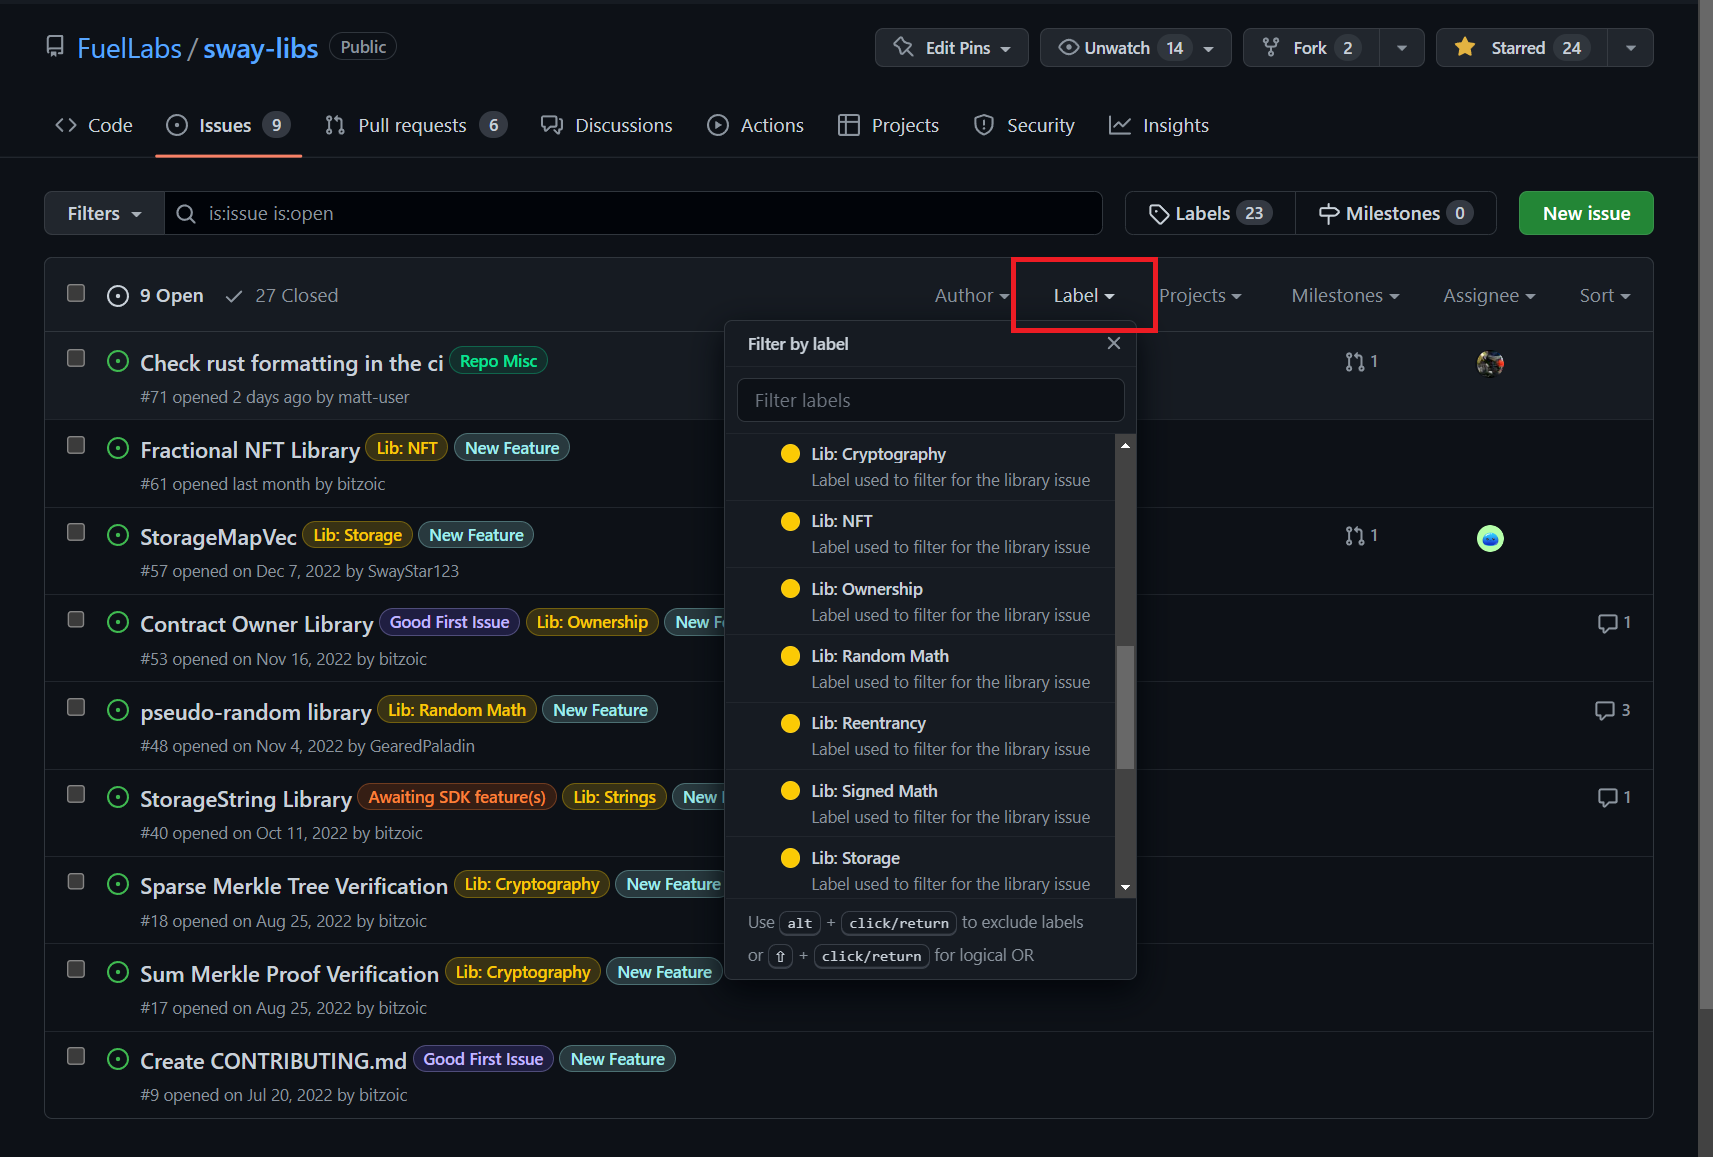 FuelLabs / sway-libs Public Edit Pins Unwatch 14 Fork 2 Starred 24
Code Issues 9 Pull requests 6 Discussions Actions Projects Security Insights
Filters is:issue is:open Labels 23 Milestones 0 New issue
9 Open 27 Closed Author Label Projects Milestones Assignee Sort
Filter by label
Filter labels
Lib: Cryptography
Label used to filter for the library issue
Lib: NFT
Label used to filter for the library issue
Lib: Ownership
Label used to filter for the library issue
Lib: Random Math
Label used to filter for the library issue
Lib: Reentrancy
Label used to filter for the library issue
Lib: Signed Math
Label used to filter for the library issue
Lib: Storage
Label used to filter for the library issue
Use alt + click/return to exclude labels
or ⇧ + click/return for logical OR
Check rust formatting in the ci Repo Misc 1
#71 opened 2 days ago by matt-user
Fractional NFT Library Lib: NFT New Feature
#61 opened last month by bitzoic
StorageMapVec Lib: Storage New Feature 1
#57 opened on Dec 7, 2022 by SwayStar123
Contract Owner Library Good First Issue Lib: Ownership New 1
#53 opened on Nov 16, 2022 by bitzoic
pseudo-random library Lib: Random Math New Feature 3
#48 opened on Nov 4, 2022 by GearedPaladin
StorageString Library Awaiting SDK feature(s) Lib: Strings New 1
#40 opened on Oct 11, 2022 by bitzoic
Sparse Merkle Tree Verification Lib: Cryptography New Feature
#18 opened on Aug 25, 2022 by bitzoic
Sum Merkle Proof Verification Lib: Cryptography New Feature
#17 opened on Aug 25, 2022 by bitzoic
Create CONTRIBUTING.md Good First Issue New Feature
#9 opened on Jul 20, 2022 by bitzoic